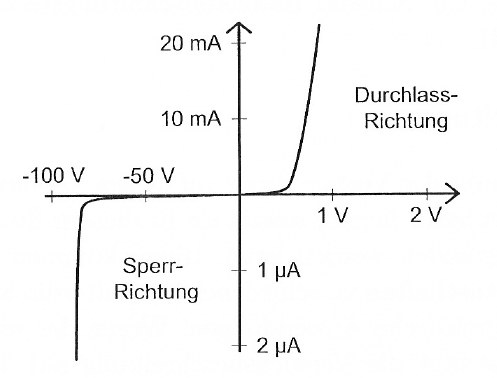 20 mA
Durchlass-
Richtung
10 mA
-100 V
-50 V
1 V
2 V
Sperr-
Richtung
1 µA
2 µA